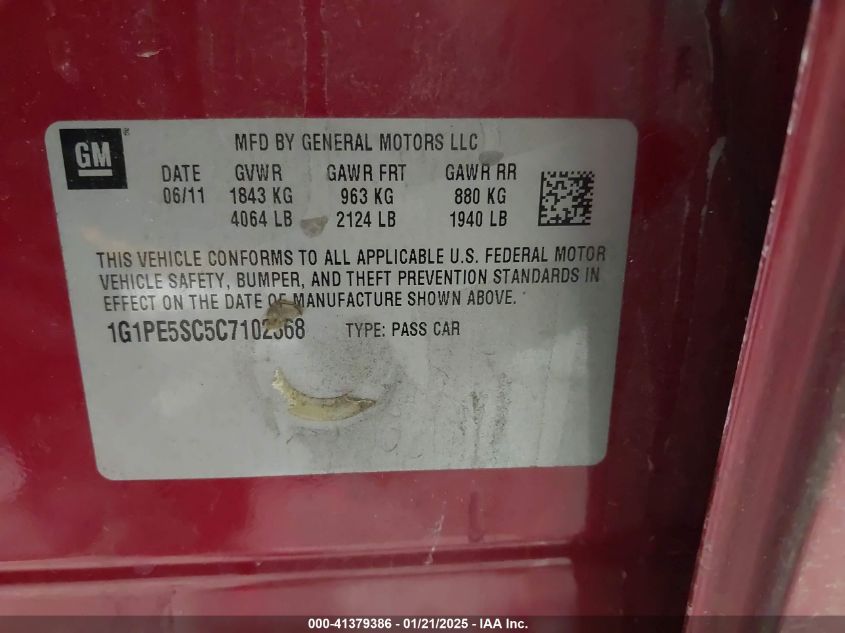 GM
MFD BY GENERAL MOTORS LLC
DATE GVWR GAWR FRT GAWR RR
06/11 1843 KG 963 KG 880 KG
4064 LB 2124 LB 1940 LB
THIS VEHICLE CONFORMS TO ALL APPLICABLE U.S. FEDERAL MOTOR
VEHICLE SAFETY, BUMPER, AND THEFT PREVENTION STANDARDS IN
EFFECT ON THE DATE OF MANUFACTURE SHOWN ABOVE.
1G1PE5SC5C7102368 TYPE: PASS CAR
000-41379386 - 01/21/2025 - IAA Inc.